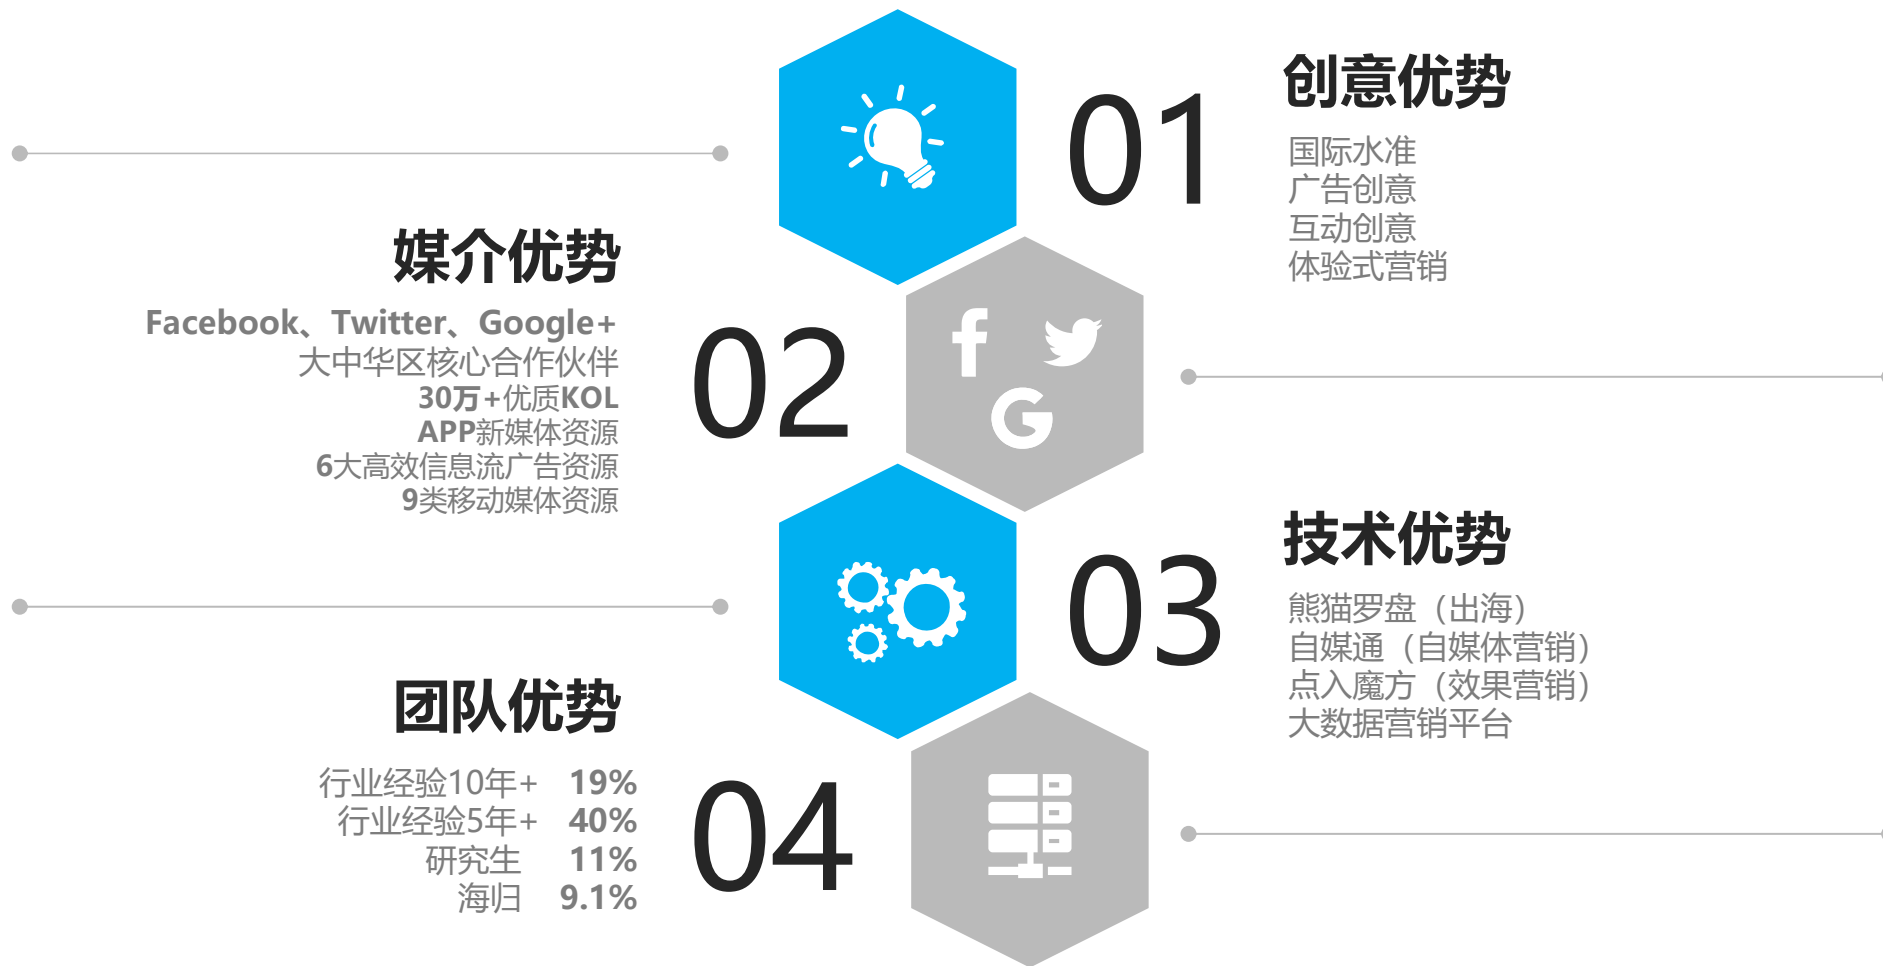 01
创意优势
国际水准
广告创意
互动创意
体验式营销
媒介优势
Facebook、Twitter、Google+
大中华区核心合作伙伴
30万+优质KOL
APP新媒体资源
6大高效信息流广告资源
9类移动媒体资源
02
03
技术优势
熊猫罗盘（出海）
自媒通（自媒体营销）
点入魔方（效果营销）
大数据营销平台
团队优势
行业经验10年+ 19%
行业经验5年+ 40%
研究生 11%
海归 9.1%
04